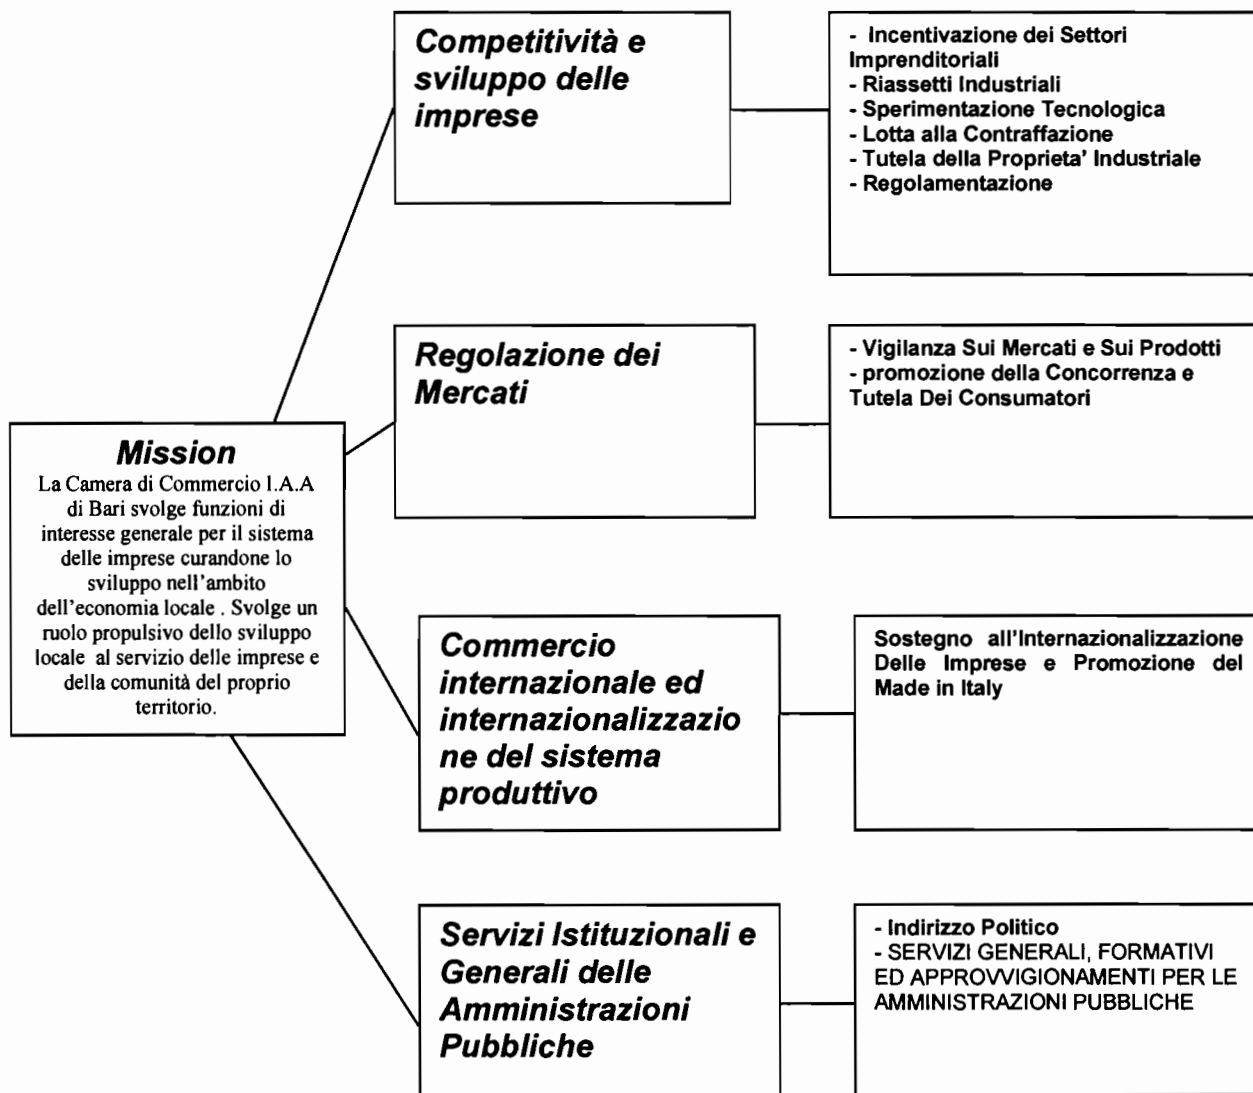 Competitività e
sviluppo delle
imprese
- Incentivazione dei Settori
Imprenditoriali
- Riassetti Industriali
- Sperimentazione Tecnologica
- Lotta alla Contraffazione
- Tutela della Proprieta' Industriale
- Regolamentazione
Regolazione dei
Mercati
- Vigilanza Sui Mercati e Sui Prodotti
- promozione della Concorrenza e
Tutela Dei Consumatori
Mission
La Camera di Commercio I.A.A
di Bari svolge funzioni di
interesse generale per il sistema
delle imprese curandone lo
sviluppo nell'ambito
dell'economia locale . Svolge un
ruolo propulsivo dello sviluppo
locale al servizio delle imprese e
della comunità del proprio
territorio.
Commercio
internazionale ed
internazionalizzazio
ne del sistema
produttivo
Sostegno all'Internazionalizzazione
Delle Imprese e Promozione del
Made in Italy
Servizi Istituzionali e
Generali delle
Amministrazioni
Pubbliche
- Indirizzo Politico
- SERVIZI GENERALI, FORMATIVI
ED APPROVVIGIONAMENTI PER LE
AMMINISTRAZIONI PUBBLICHE